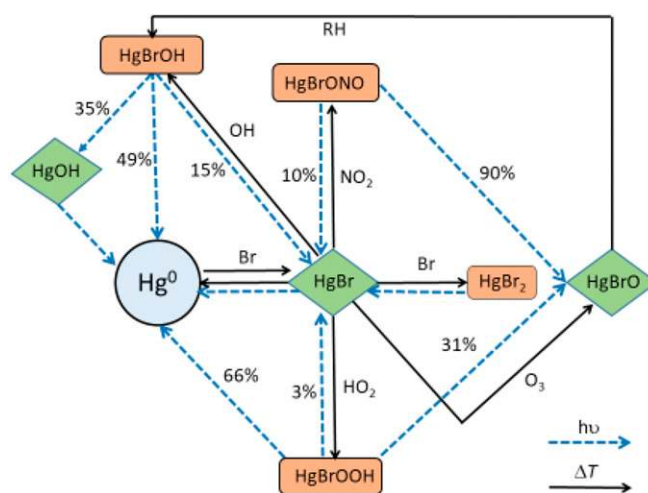 RH
HgBrOH
HgBrONO
35%
OH
HgOH
49%
15%
10%
NO₂
90%
Hg⁰
Br
HgBr
Br
HgBr₂
HgBrO
66%
3%
HO₂
31%
O₃
HgBrOOH
hυ
ΔT